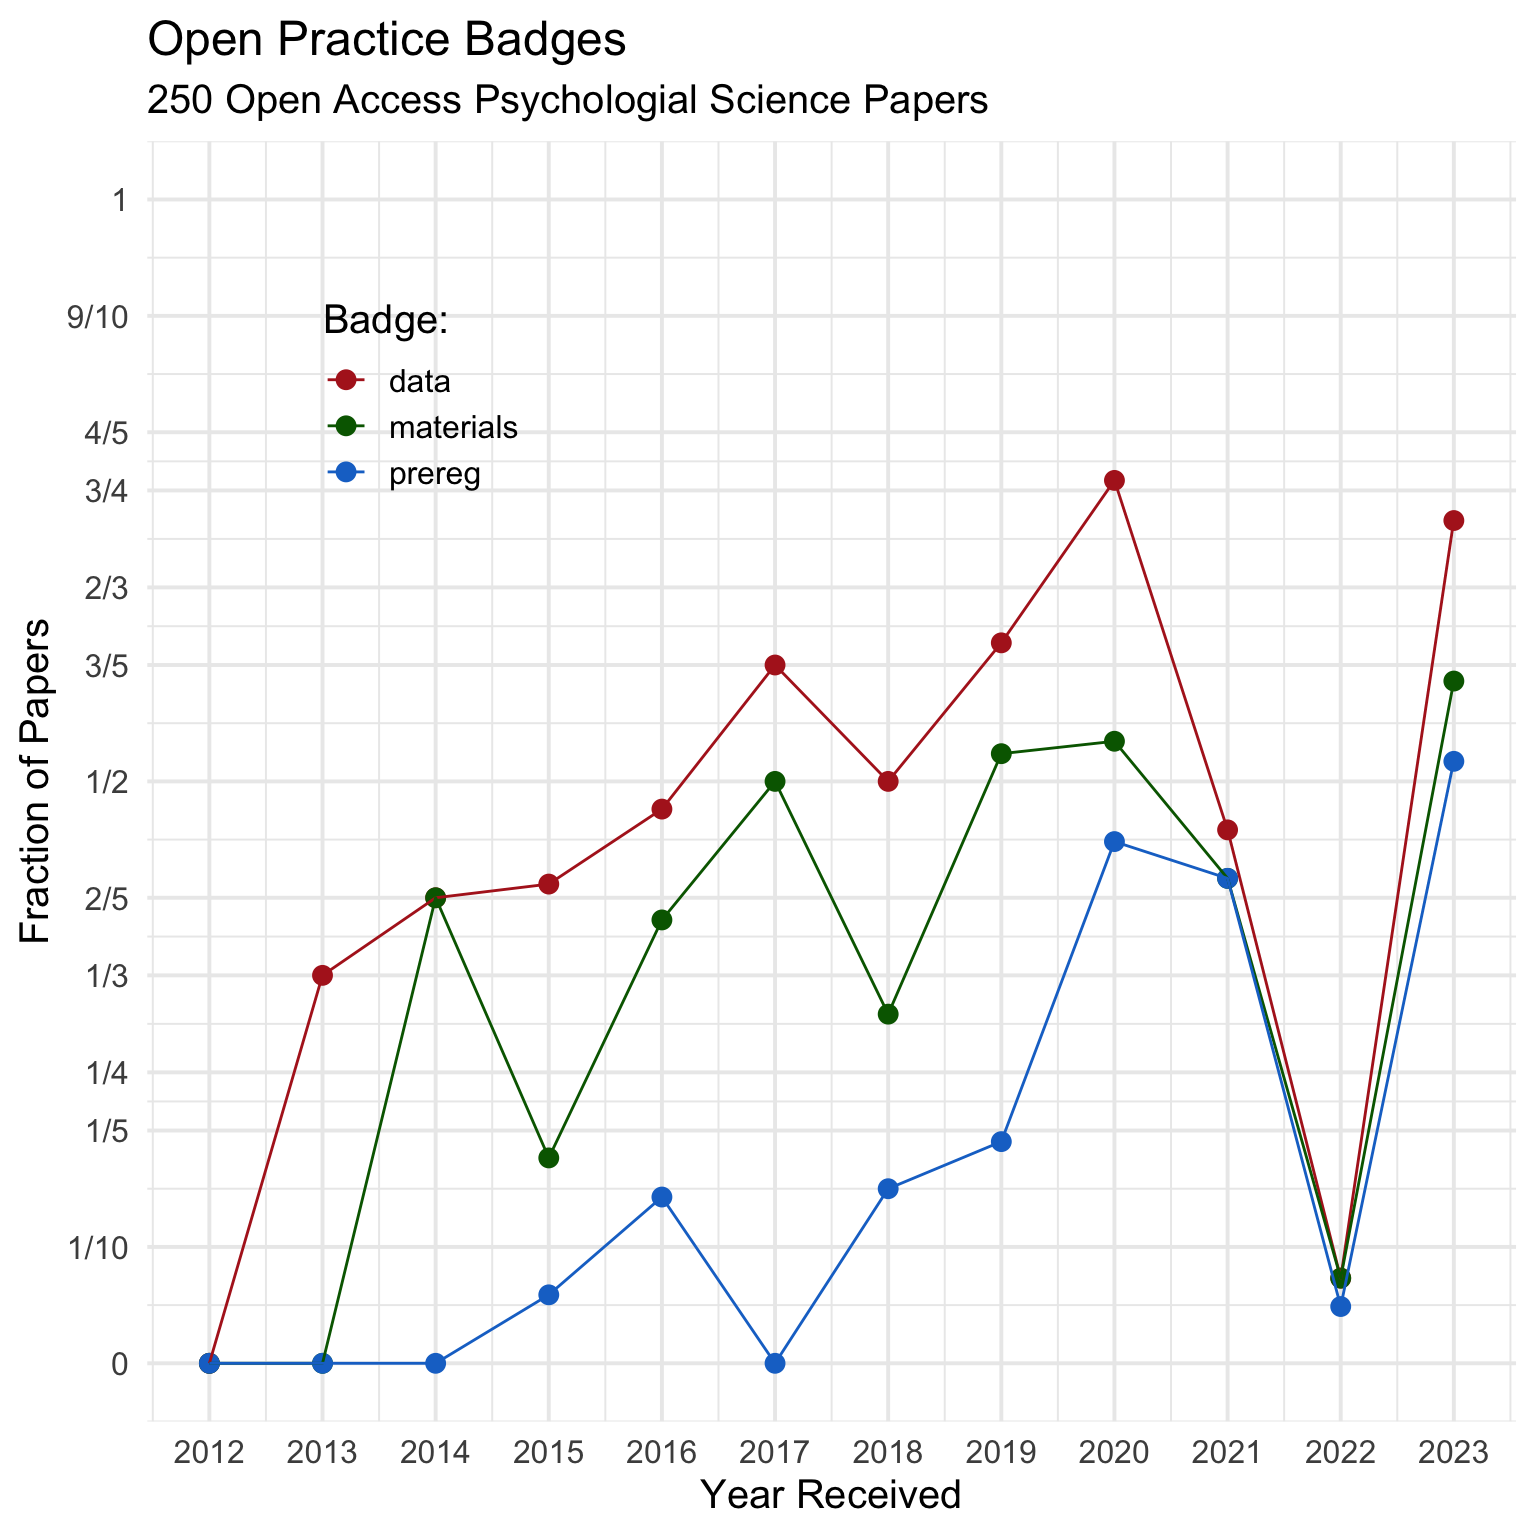 Open Practice Badges
250 Open Access Psychologial Science Papers
1
9/10
4/5
3/4
2/3
3/5
1/2
2/5
1/3
1/4
1/5
1/10
0
Fraction of Papers
Badge:
data
materials
prereg
2012 2013 2014 2015 2016 2017 2018 2019 2020 2021 2022 2023
Year Received